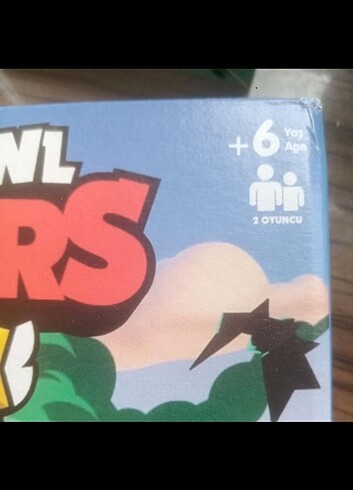 WL
+6 Yaş
Age
RS
2 OYUNCU